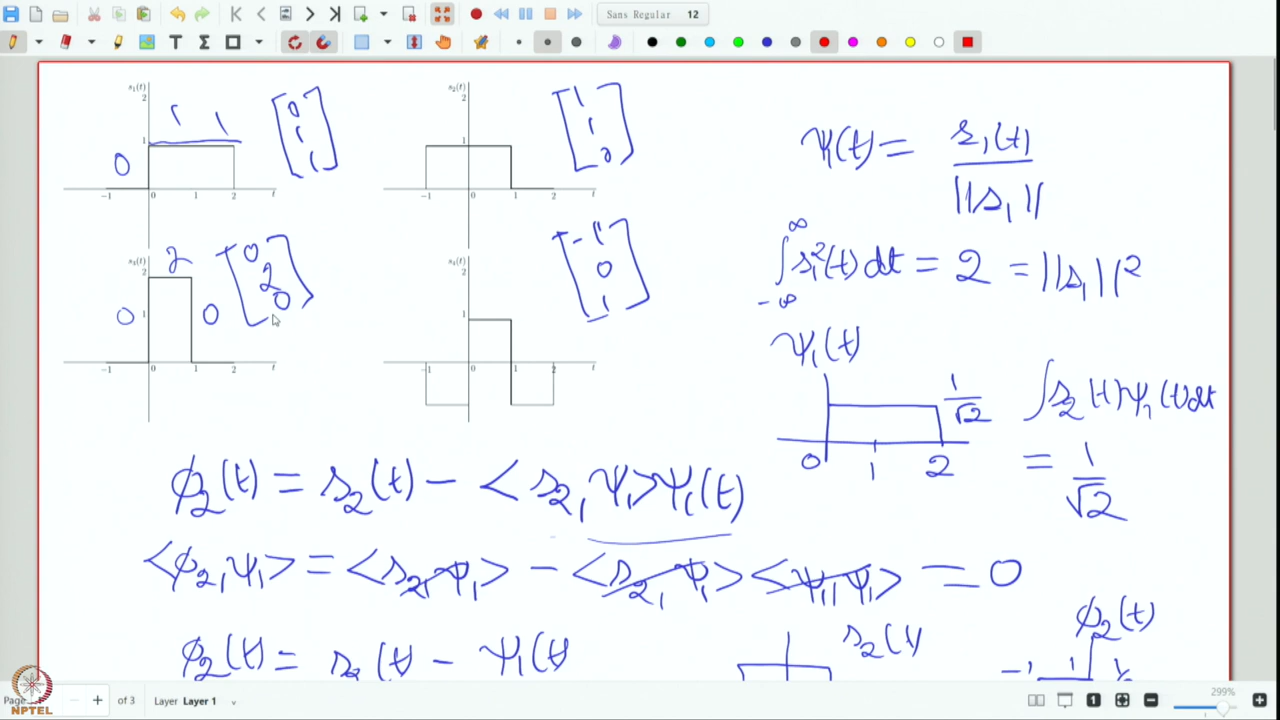 Sans Regular 12
s₁(t)
2
1 1
1
0
-1 0 1 2 t
[0 1 1]
s₂(t)
2
1
-1 0 1 2 t
[1 1 0]
ψ(t) = s₁(t) / ||s₁||
∫_{-∞}^{∞} s₁²(t) dt = 2 = ||s₁||²
s₃(t)
2
2
1
0 0
-1 0 1 2 t
[0 2 0]
s₄(t)
2
1
-1 0 1 2 t
[-1 0 1]
ψ₁(t)
1/√2
0 1 2
∫ s₂(t) ψ₁(t) dt
= 1/√2
ϕ₂(t) = s₂(t) - <s₂, ψ₁> ψ₁(t)
<ϕ₂, ψ₁> = <s₂, ψ₁> - <s₂, ψ₁> <ψ₁, ψ₁> = 0
ϕ₂(t) = s₂(t) - ψ₁(t)
s₂(t)
ϕ₂(t)
-1 1
Page of 3 Layer Layer 1
299%
NPTEL